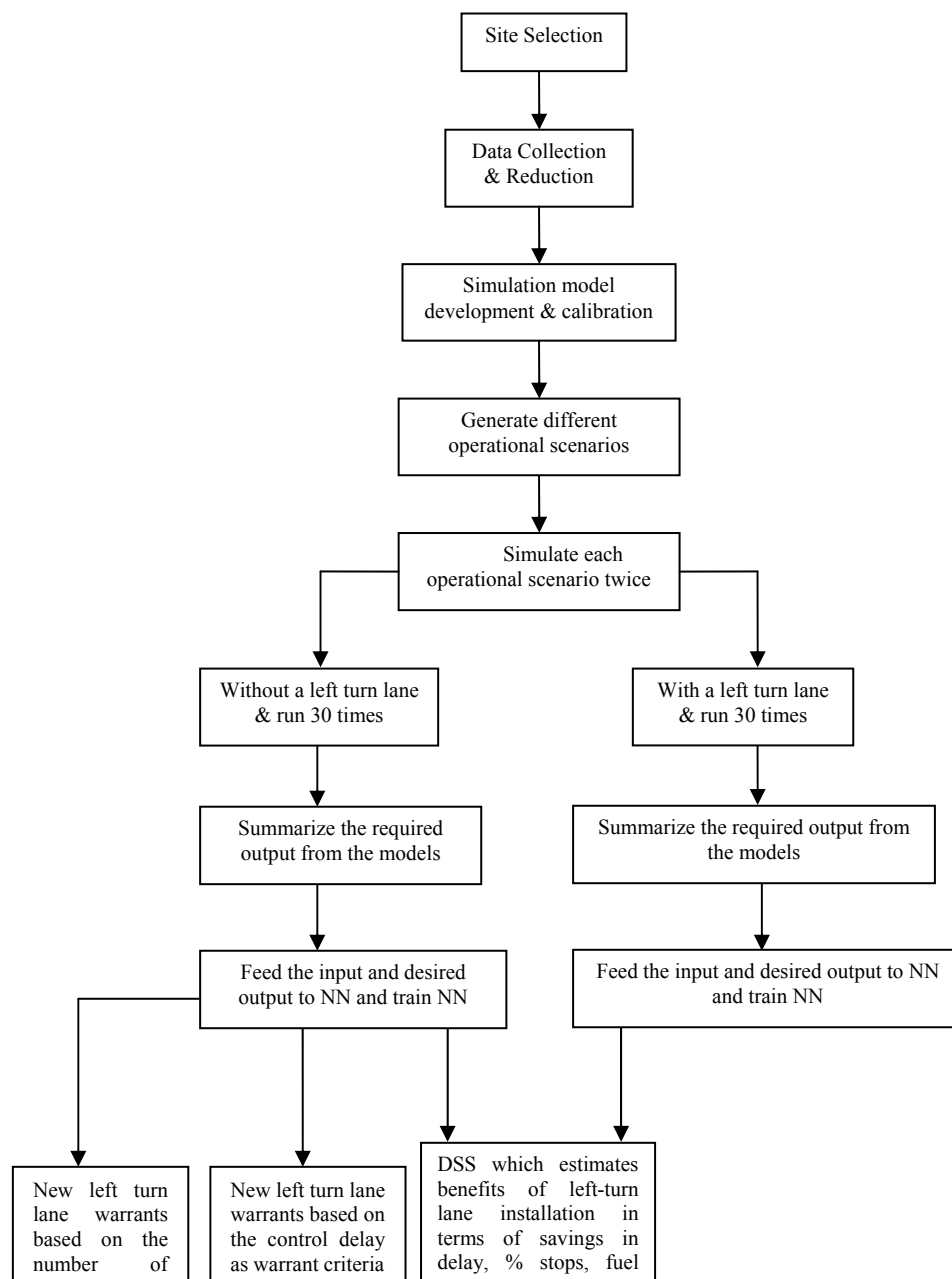 Site Selection
Data Collection
& Reduction
Simulation model
development & calibration
Generate different
operational scenarios
Simulate each
operational scenario twice
Without a left turn lane
& run 30 times
With a left turn lane
& run 30 times
Summarize the required
output from the models
Summarize the required output from
the models
Feed the input and desired
output to NN and train NN
Feed the input and desired output to NN
and train NN
New left turn
lane warrants
based on the
number of
New left turn lane
warrants based on
the control delay
as warrant criteria
DSS which estimates
benefits of left-turn
lane installation in
terms of savings in
delay, % stops, fuel